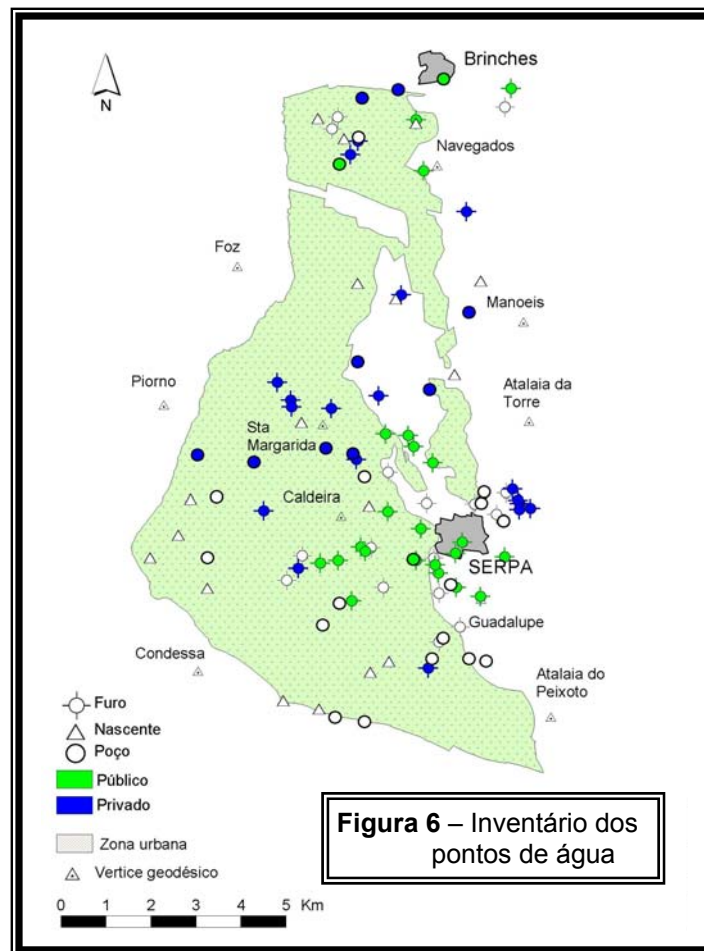 Brinches
N
Navegados
Foz
Manoeis
Piorno
Atalaia da
Torre
Sta
Margarida
Caldeira
SERPA
Guadalupe
Condessa
Atalaia do
Peixoto
Furo
Nascente
Poço
Público
Privado
Zona urbana
Vertice geodésico
0 1 2 3 4 5 Km
Figura 6 – Inventário dos
pontos de água